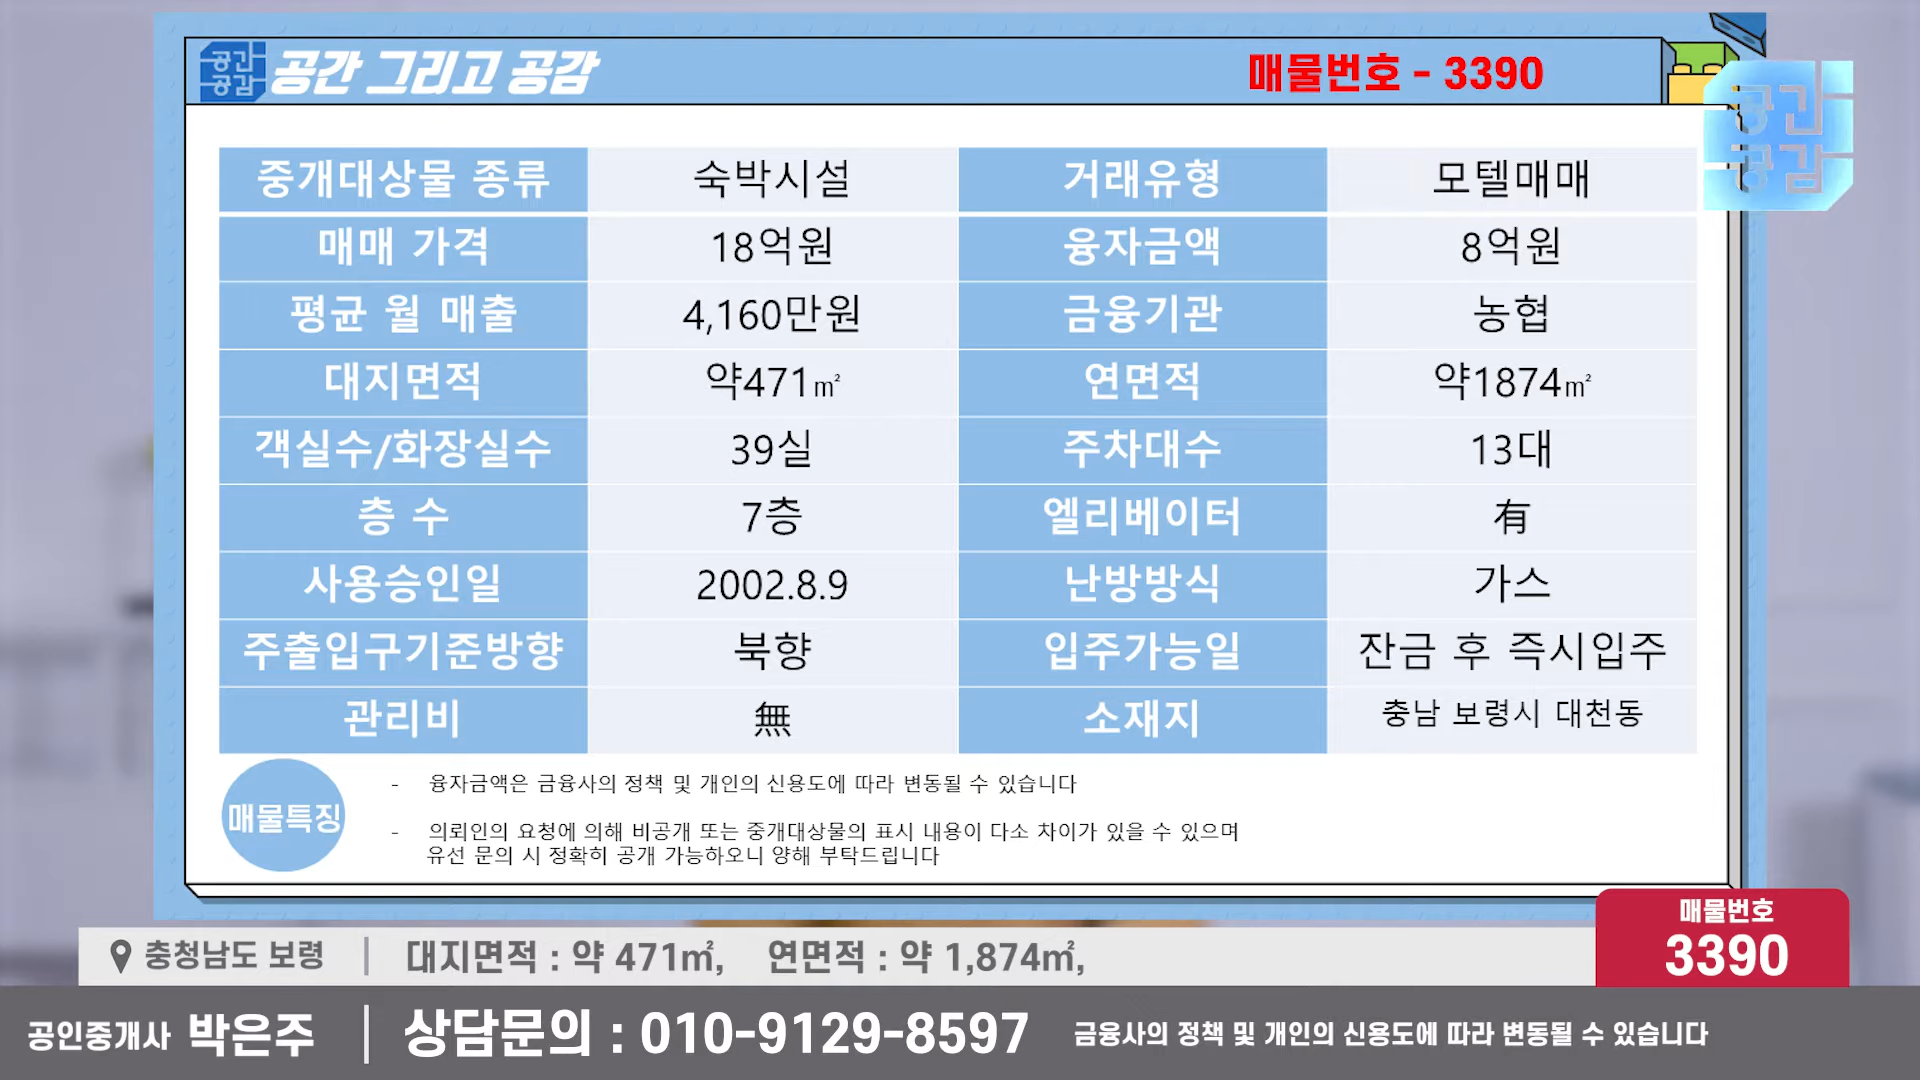 공간
공감
공간 그리고 공감
매물번호 - 3390
공간
공감
중개대상물 종류 숙박시설 거래유형 모텔매매
매매 가격 18억원 융자금액 8억원
평균 월 매출 4,160만원 금융기관 농협
대지면적 약471㎡ 연면적 약1874㎡
객실수/화장실수 39실 주차대수 13대
층 수 7층 엘리베이터 有
사용승인일 2002.8.9 난방방식 가스
주출입구기준방향 북향 입주가능일 잔금 후 즉시입주
관리비 無 소재지 충남 보령시 대천동
매물특징
- 융자금액은 금융사의 정책 및 개인의 신용도에 따라 변동될 수 있습니다
- 의뢰인의 요청에 의해 비공개 또는 중개대상물의 표시 내용이 다소 차이가 있을 수 있으며
유선 문의 시 정확히 공개 가능하오니 양해 부탁드립니다
매물번호
3390
충청남도 보령 | 대지면적 : 약 471㎡, 연면적 : 약 1,874㎡,
공인중개사 박은주 | 상담문의 : 010-9129-8597 금융사의 정책 및 개인의 신용도에 따라 변동될 수 있습니다